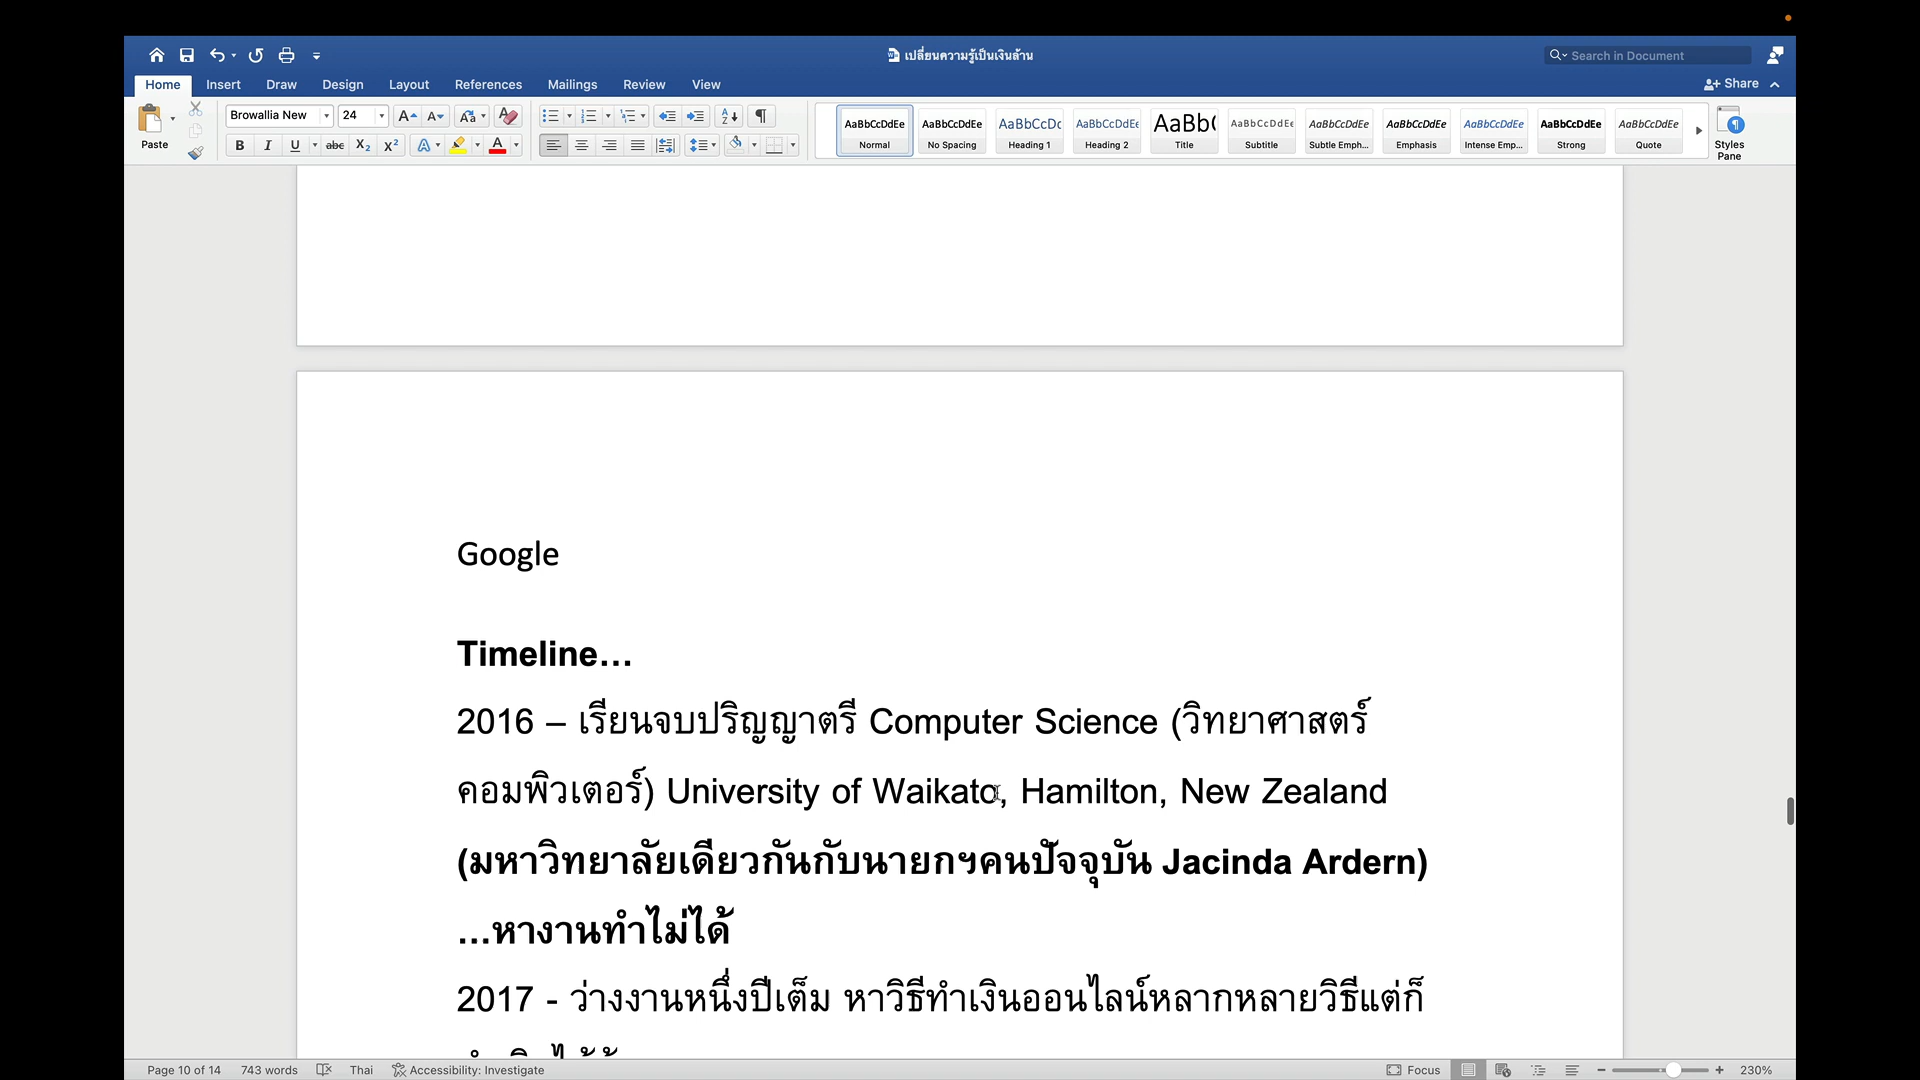 เปลี่ยนความรู้เป็นเงินล้าน
Search in Document
Home Insert Draw Design Layout References Mailings Review View
Share
Paste
Browallia New 24
AaBbCcDdEe AaBbCcDdEe AaBbCcDc AaBbCcDdEe AaBb( AaBbCcDdEe AaBbCcDdEe AaBbCcDdEe AaBbCcDdEe AaBbCcDdEe AaBbCcDdEe
Normal No Spacing Heading 1 Heading 2 Title Subtitle Subtle Emph... Emphasis Intense Emp... Strong Quote
Styles
Pane
Google
Timeline…
2016 – เรียนจบปริญญาตรี Computer Science (วิทยาศาสตร์
คอมพิวเตอร์) University of Waikato, Hamilton, New Zealand
(มหาวิทยาลัยเดียวกันกับนายกฯคนปัจจุบัน Jacinda Ardern)
…หางานทำไม่ได้
2017 - ว่างงานหนึ่งปีเต็ม หาวิธีทำเงินออนไลน์หลากหลายวิธีแต่ก็
Page 10 of 14 743 words Thai Accessibility: Investigate Focus 230%